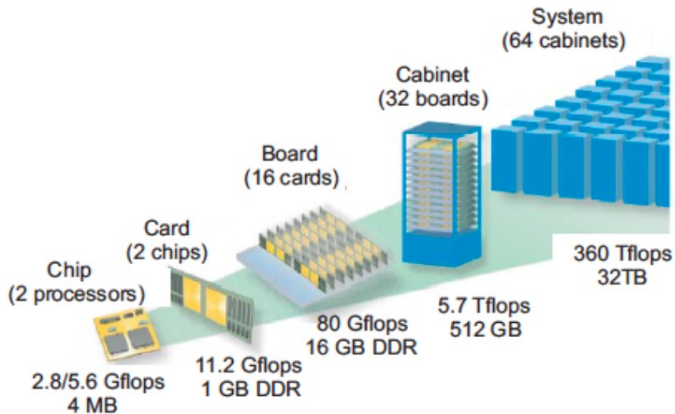 System
(64 cabinets)
Cabinet
(32 boards)
Board
(16 cards)
Card
(2 chips)
Chip
(2 processors)
360 Tflops
32TB
5.7 Tflops
512 GB
80 Gflops
16 GB DDR
11.2 Gflops
1 GB DDR
2.8/5.6 Gflops
4 MB